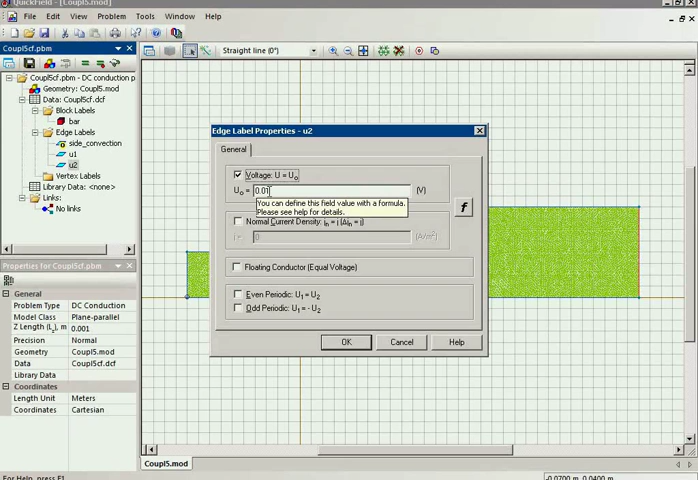 QuickField - [Coupl5.mod]
File Edit View Problem Tools Window Help
Straight line (0°)
Coupl5cf.pbm
Coupl5cf.pbm - DC conduction p
Geometry: Coupl5.mod
Data: Coupl5cf.dcf
Block Labels
bar
Edge Labels
side_convection
u1
u2
Vertex Labels
Library Data: <none>
Links:
No links
Properties for Coupl5cf.pbm
General
Problem Type DC Conduction
Model Class Plane-parallel
Z Length (Lz), m 0.001
Precision Normal
Geometry Coupl5.mod
Data Coupl5cf.dcf
Library Data
Coordinates
Length Unit Meters
Coordinates Cartesian
Edge Label Properties - u2
General
Voltage: U = U₀
U₀ = 0.01 (V)
You can define this field value with a formula.
Please see help for details.
Normal Current Density: jn = j (Δjn = j)
0 (A/m²)
f
Floating Conductor (Equal Voltage)
Even Periodic: U₁ = U₂
Odd Periodic: U₁ = - U₂
OK Cancel Help
Coupl5.mod
For Help, press F1
-0.0700 m, 0.0400 m